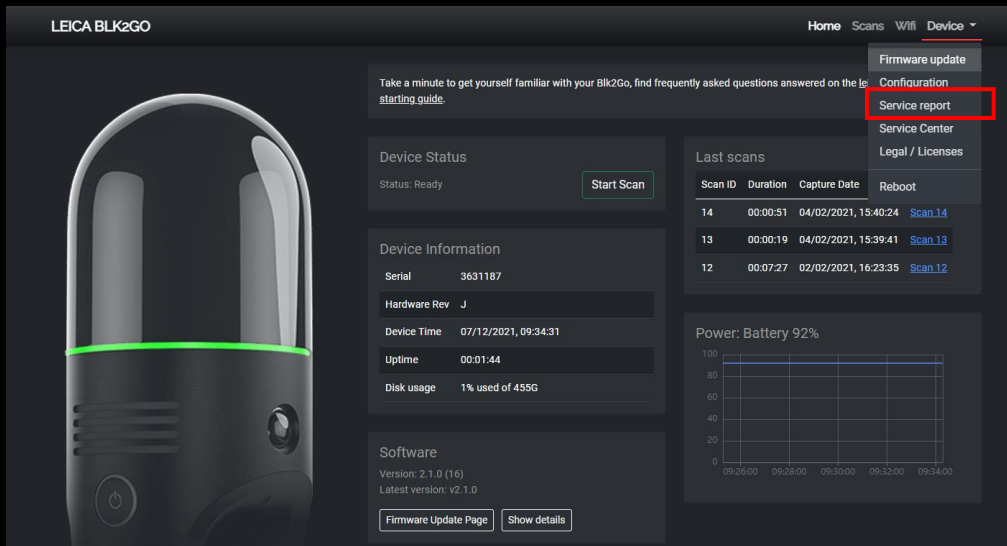 LEICA BLK2GO
Home Scans Wifi Device
Firmware update
Configuration
Service report
Service Center
Legal / Licenses
Reboot
Take a minute to get yourself familiar with your Blk2Go, find frequently asked questions answered on the
starting guide.
Device Status
Status: Ready
Start Scan
Device Information
Serial 3631187
Hardware Rev J
Device Time 07/12/2021, 09:34:31
Uptime 00:01:44
Disk usage 1% used of 455G
Software
Version: 2.1.0 (16)
Latest version: v2.1.0
Firmware Update Page Show details
Last scans
Scan ID Duration Capture Date
14 00:00:51 04/02/2021, 15:40:24 Scan 14
13 00:00:19 04/02/2021, 15:39:41 Scan 13
12 00:07:27 02/02/2021, 16:23:35 Scan 12
Power: Battery 92%
100
80
60
40
20
0
09:26:00 09:28:00 09:30:00 09:32:00 09:34:00